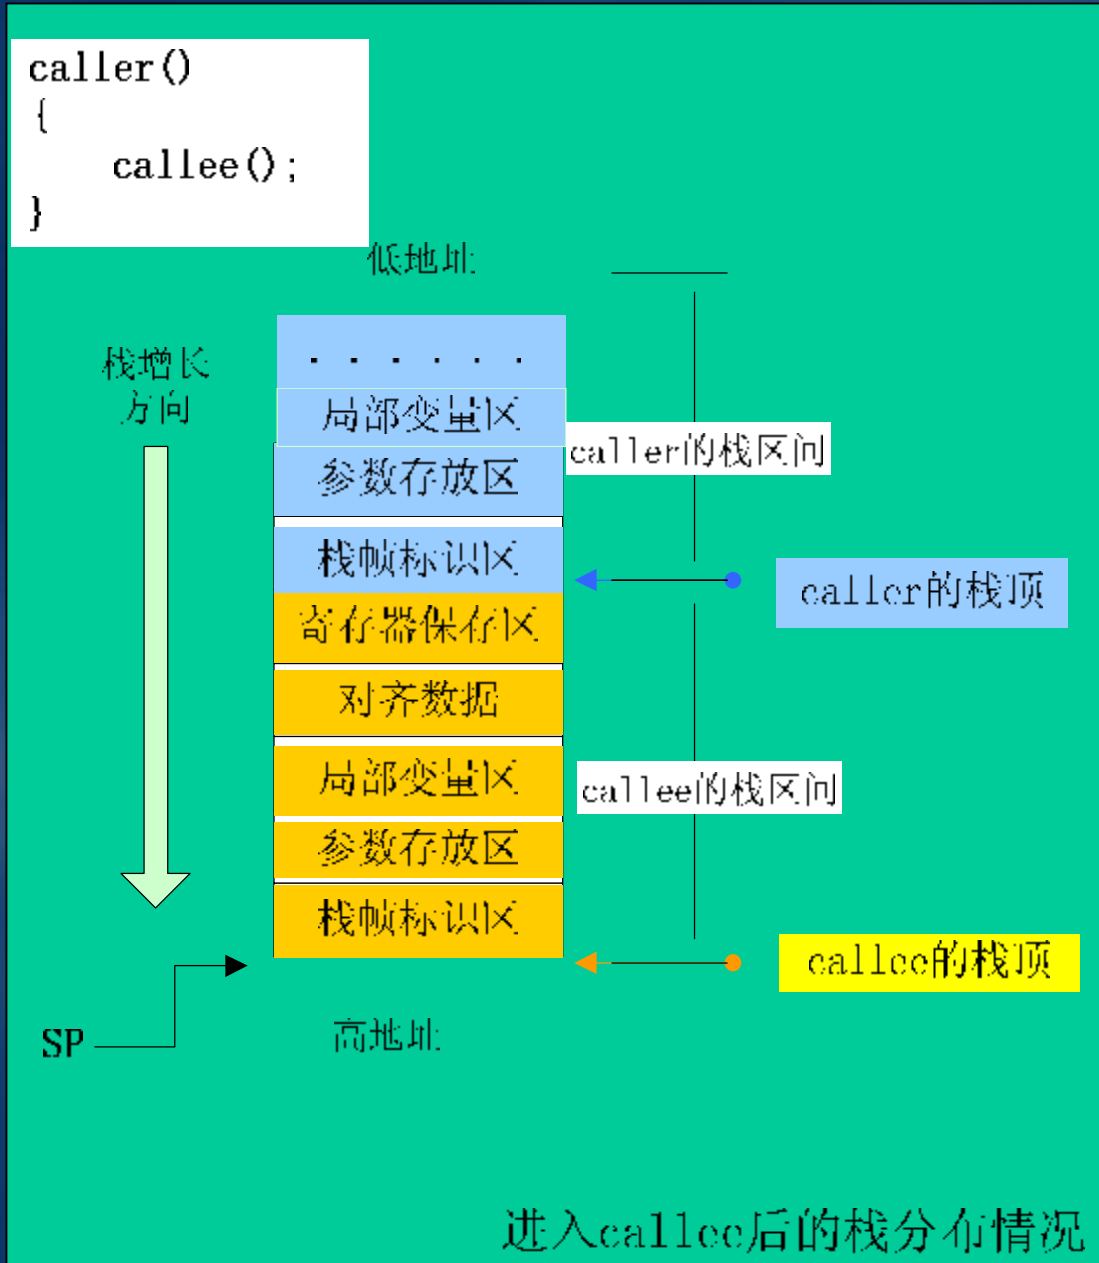 caller()
{
callee();
}
低地址
栈增长
方向
. . . . . .
局部变量区
参数存放区
栈帧标识区
寄存器保存区
对齐数据
局部变量区
参数存放区
栈帧标识区
caller的栈区间
caller的栈顶
callee的栈区间
callee的栈顶
SP
高地址
进入callee后的栈分布情况